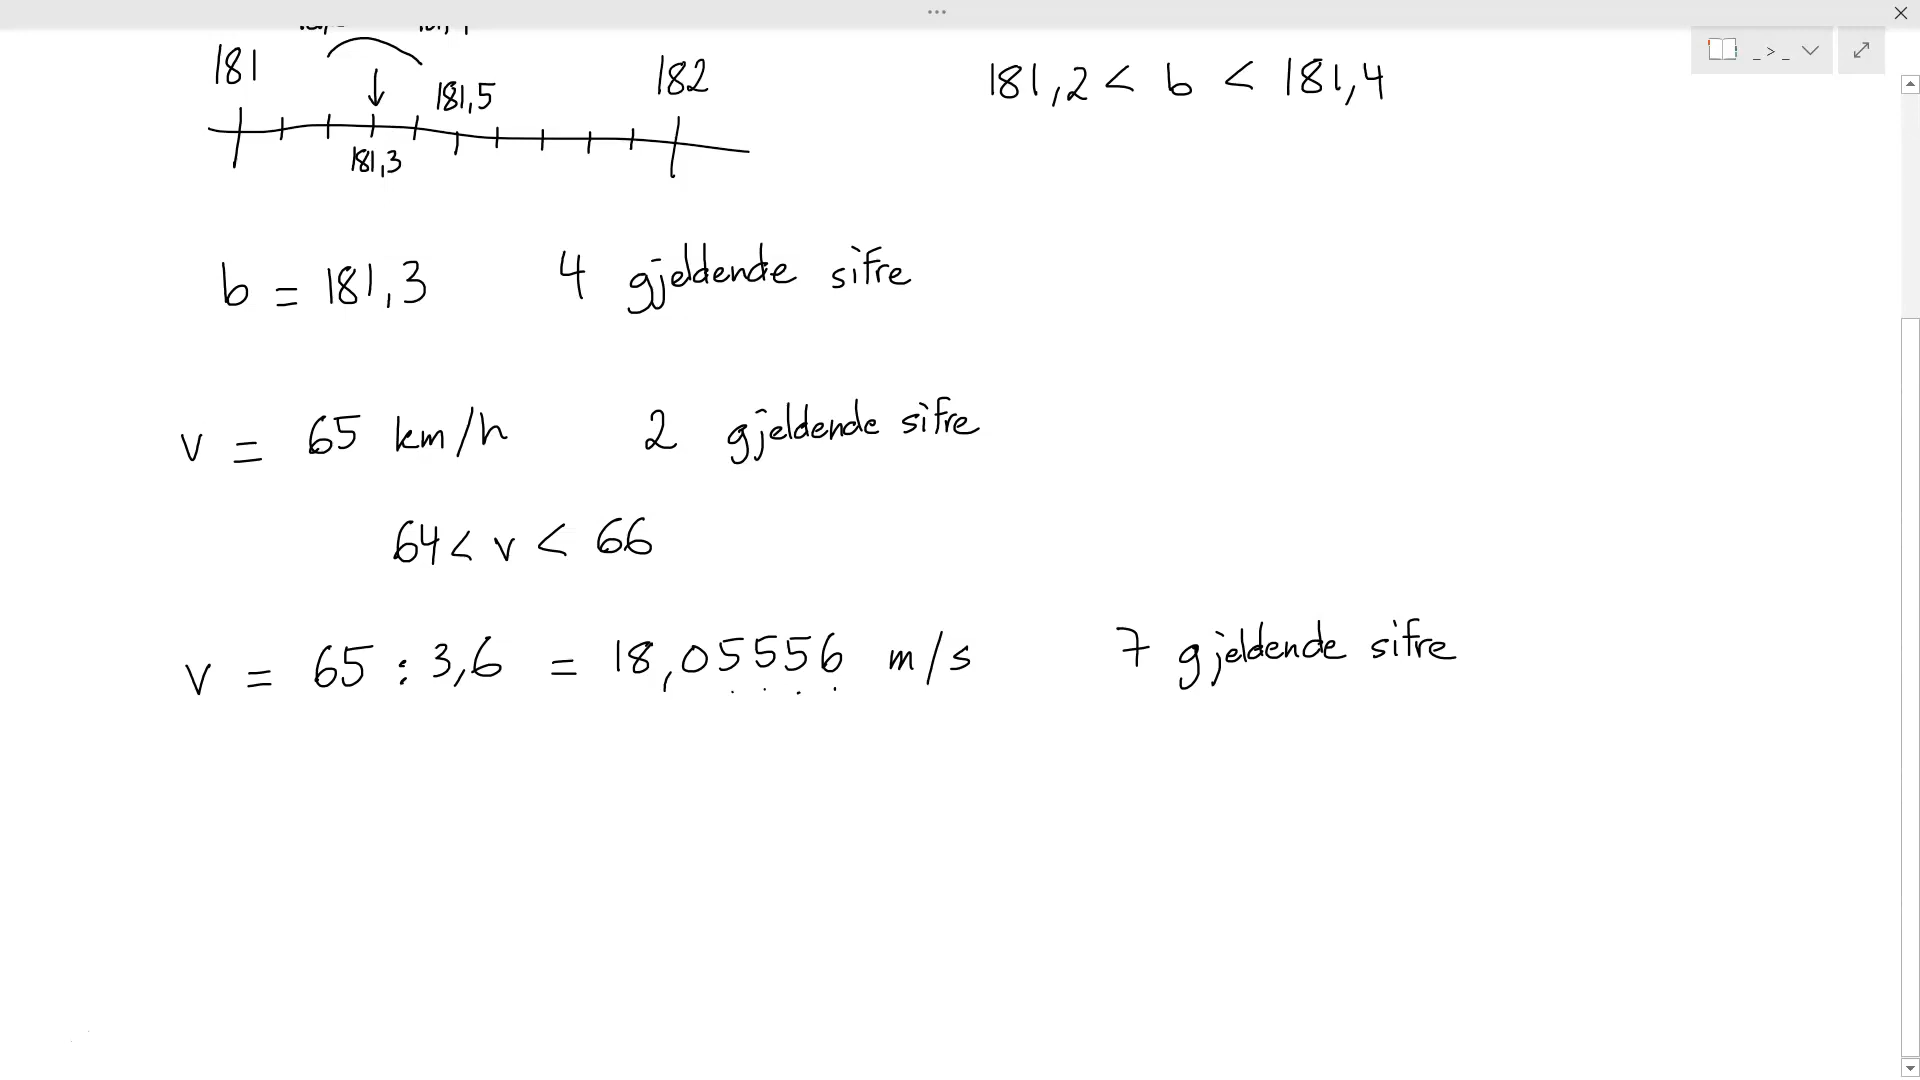 181 182
181,5
181,3
181,2 < b < 181,4
b = 181,3 4 gjeldende sifre
v = 65 km/h 2 gjeldende sifre
64 < v < 66
v = 65 : 3,6 = 18,05556 m/s 7 gjeldende sifre